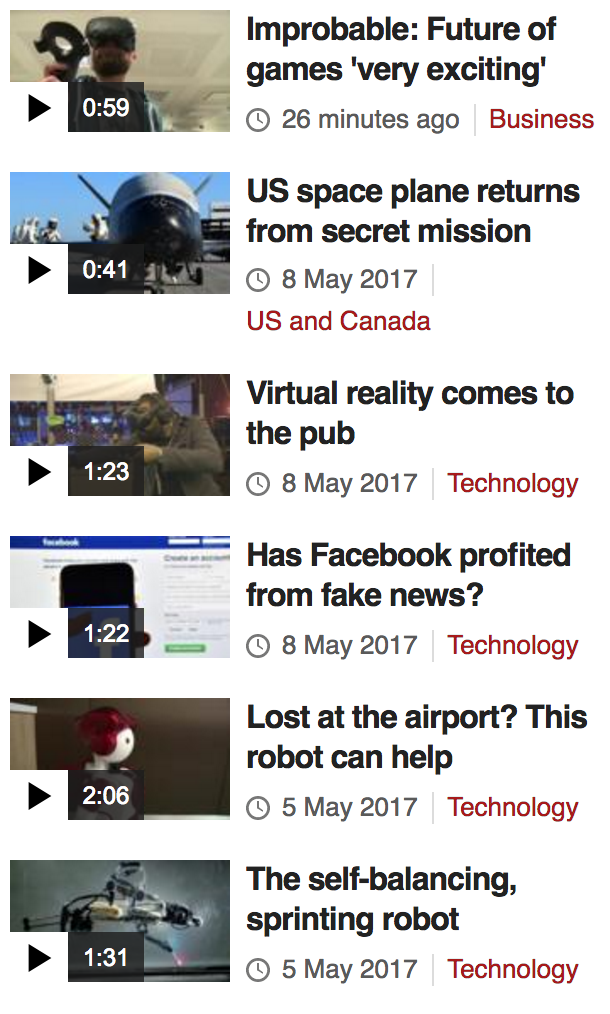 Improbable: Future of
games 'very exciting'
0:59
26 minutes ago
Business
US space plane returns
from secret mission
0:41
8 May 2017
US and Canada
Virtual reality comes to
the pub
1:23
8 May 2017
Technology
facebook
Has Facebook profited
from fake news?
1:22
8 May 2017
Technology
Lost at the airport? This
robot can help
2:06
5 May 2017
Technology
The self-balancing,
sprinting robot
1:31
5 May 2017
Technology